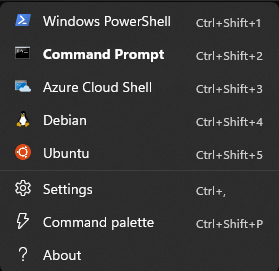 Windows PowerShell Ctrl+Shift+1
Command Prompt Ctrl+Shift+2
Azure Cloud Shell Ctrl+Shift+3
Debian Ctrl+Shift+4
Ubuntu Ctrl+Shift+5
Settings Ctrl+,
Command palette Ctrl+Shift+P
About